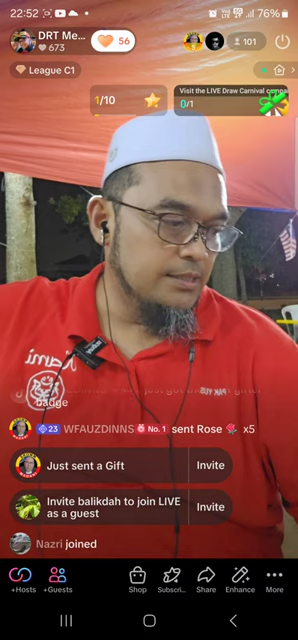 22:52
76%
DRT Me...
673
56
101
League C1
1/10
Visit the LIVE Draw Carnival
0/1
badge
23 WFAUZDINNS No. 1 sent Rose x5
Just sent a Gift
Invite
Invite balikdah to join LIVE
as a guest
Invite
Nazri joined
+Hosts
+Guests
Shop
Subscri...
Share
Enhance
More